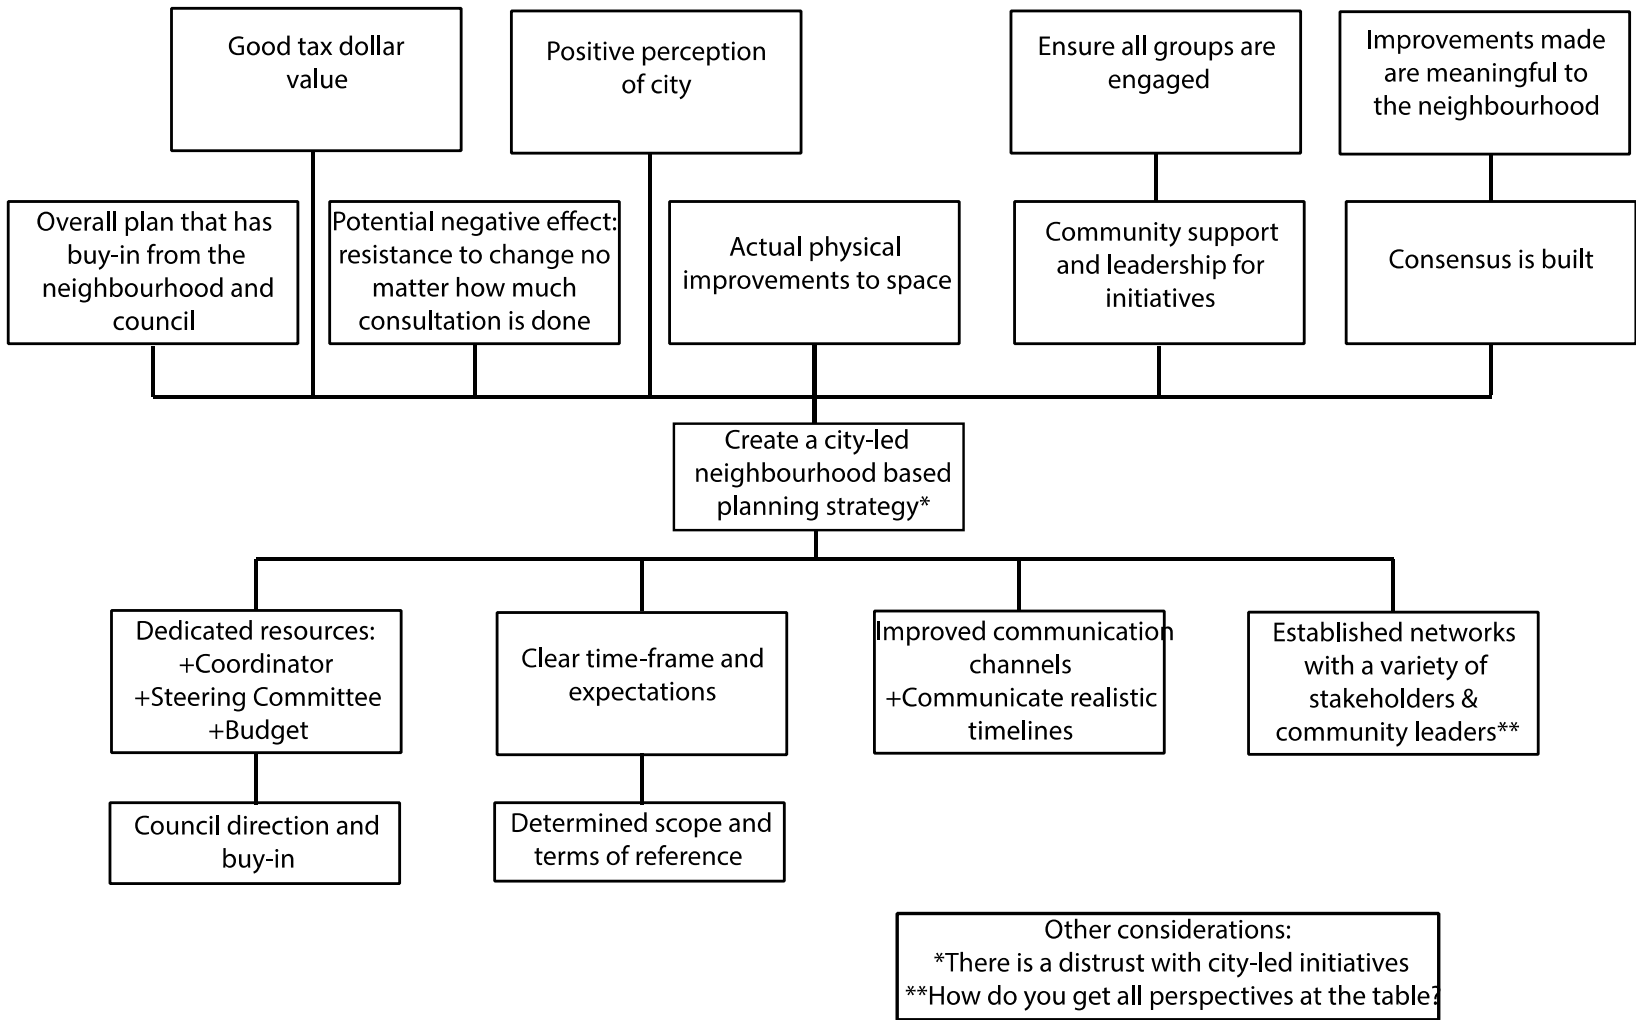 Good tax dollar
value
Positive perception
of city
Ensure all groups are
engaged
Improvements made
are meaningful to
the neighbourhood
Overall plan that has
buy-in from the
neighbourhood and
council
Potential negative effect:
resistance to change no
matter how much
consultation is done
Actual physical
improvements to space
Community support
and leadership for
initiatives
Consensus is built
Create a city-led
neighbourhood based
planning strategy*
Dedicated resources:
+Coordinator
+Steering Committee
+Budget
Clear time-frame and
expectations
Improved communication
channels
+Communicate realistic
timelines
Established networks
with a variety of
stakeholders &
community leaders**
Council direction and
buy-in
Determined scope and
terms of reference
Other considerations:
*There is a distrust with city-led initiatives
**How do you get all perspectives at the table?